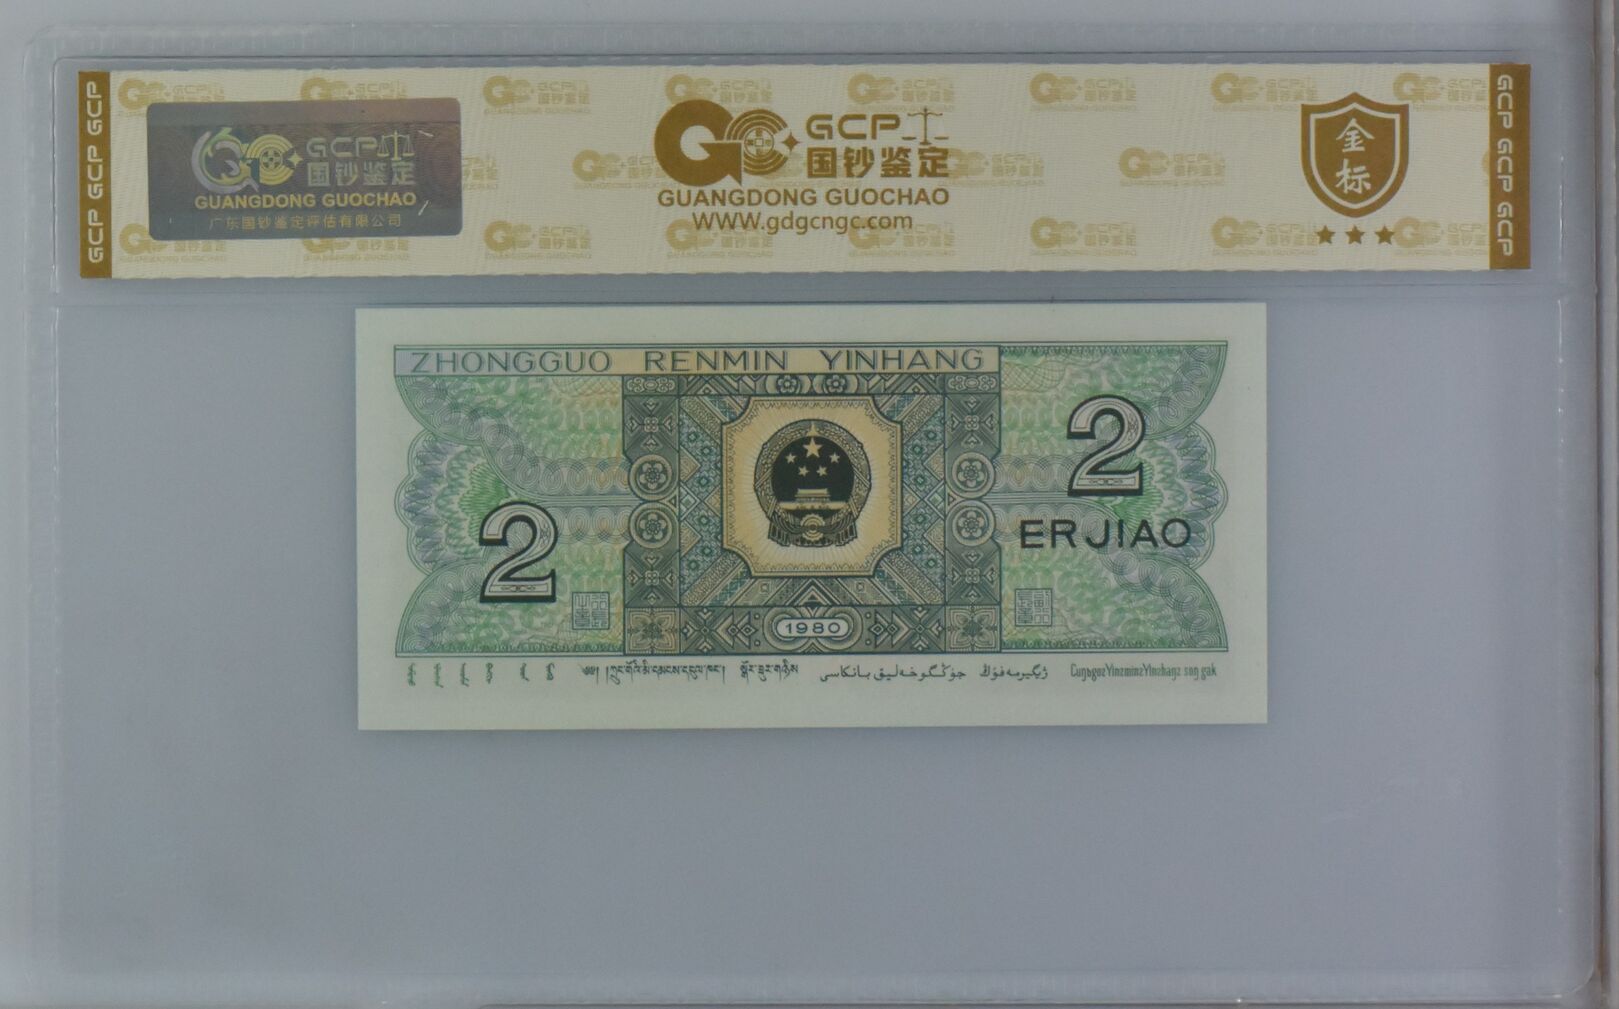 GCP GCP GCP
GCP
国钞鉴定
GUANGDONG GUOCHAO
广东国钞鉴定评估有限公司
GCP
国钞鉴定
GUANGDONG GUOCHAO
WWW.gdgcngc.com
金标
GCP GCP GCP
ZHONGGUO RENMIN YINHANG
2
ERJIAO
2
1980